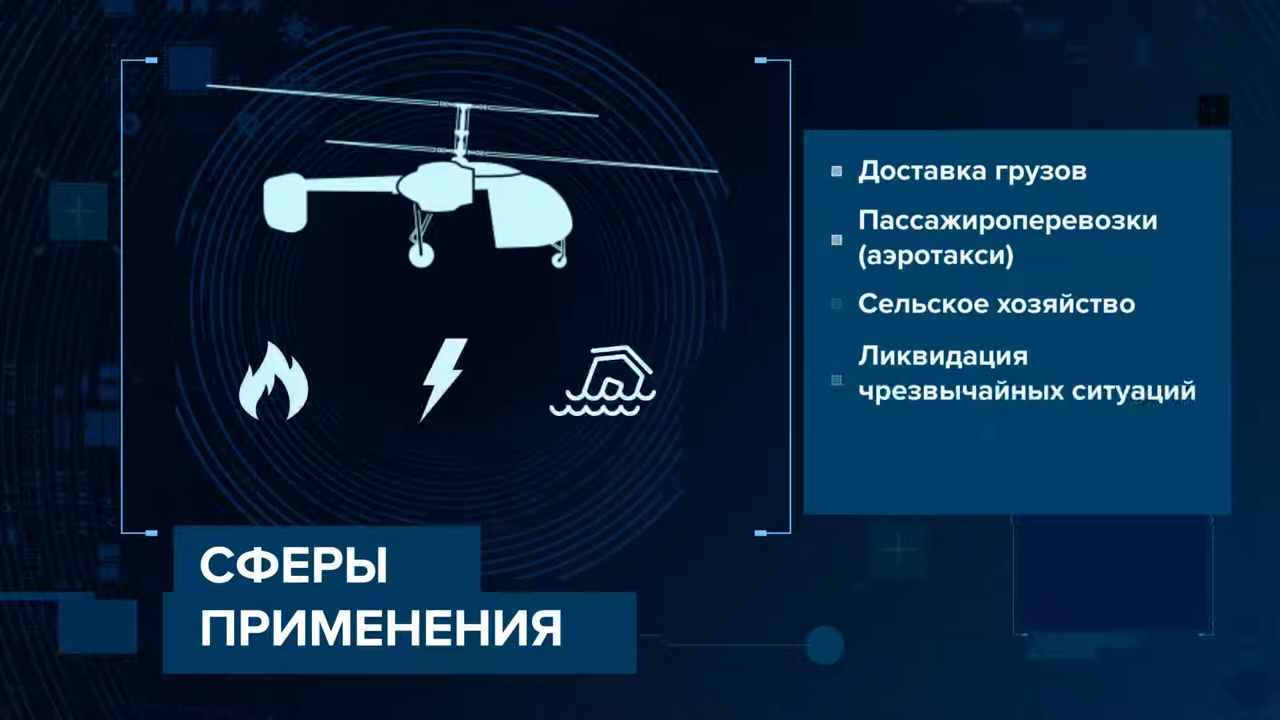 Доставка грузов
Пассажироперевозки
(аэротакси)
Сельское хозяйство
Ликвидация
чрезвычайных ситуаций
СФЕРЫ
ПРИМЕНЕНИЯ